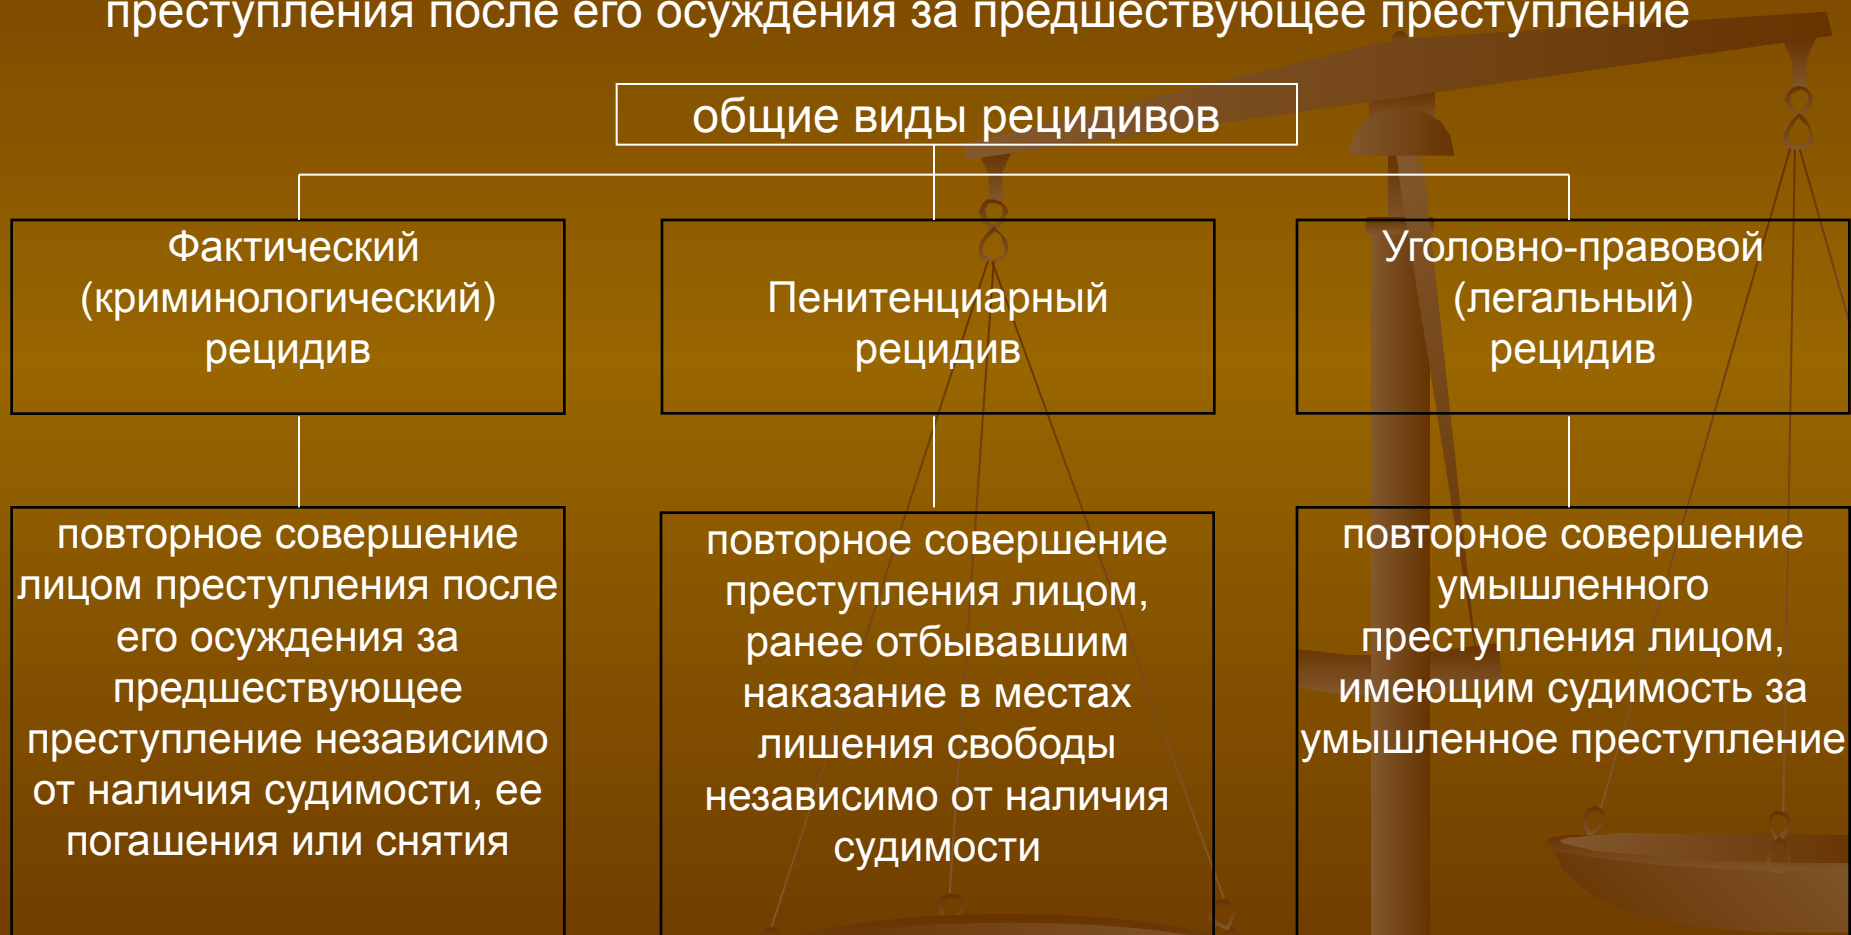 преступления после его осуждения за предшествующее преступление
общие виды рецидивов
Фактический
(криминологический)
рецидив
Пенитенциарный
рецидив
Уголовно-правовой
(легальный)
рецидив
повторное совершение
лицом преступления после
его осуждения за
предшествующее
преступление независимо
от наличия судимости, ее
погашения или снятия
повторное совершение
преступления лицом,
ранее отбывавшим
наказание в местах
лишения свободы
независимо от наличия
судимости
повторное совершение
умышленного
преступления лицом,
имеющим судимость за
умышленное преступление